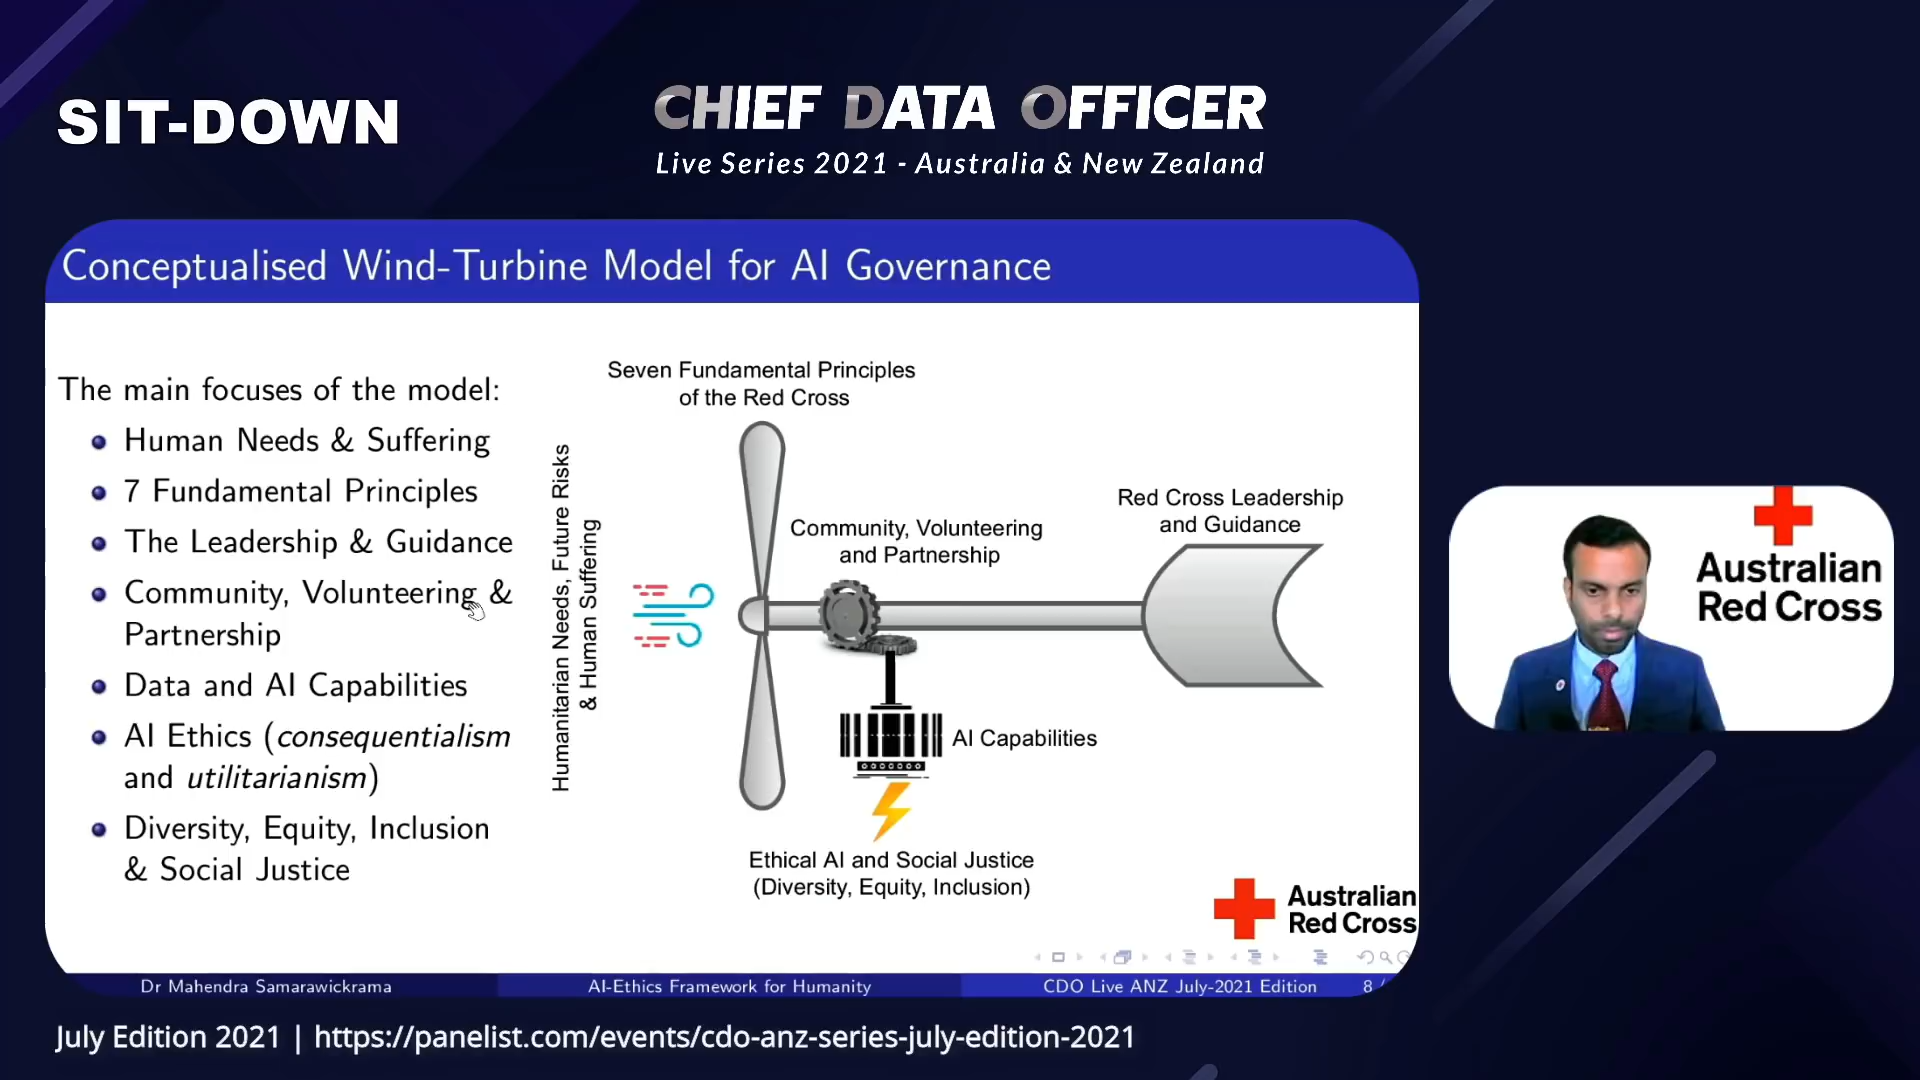 SIT-DOWN
CHIEF DATA OFFICER
Live Series 2021 - Australia & New Zealand
Conceptualised Wind-Turbine Model for AI Governance
The main focuses of the model:
Human Needs & Suffering
7 Fundamental Principles
The Leadership & Guidance
Community, Volunteering &
Partnership
Data and AI Capabilities
AI Ethics (consequentialism
and utilitarianism)
Diversity, Equity, Inclusion
& Social Justice
Humanitarian Needs, Future Risks
& Human Suffering
Seven Fundamental Principles
of the Red Cross
Community, Volunteering
and Partnership
Red Cross Leadership
and Guidance
AI Capabilities
Ethical AI and Social Justice
(Diversity, Equity, Inclusion)
Australian
Red Cross
Dr Mahendra Samarawickrama
AI-Ethics Framework for Humanity
CDO Live ANZ July-2021 Edition
8 /
Australian
Red Cross
July Edition 2021 | https://panelist.com/events/cdo-anz-series-july-edition-2021